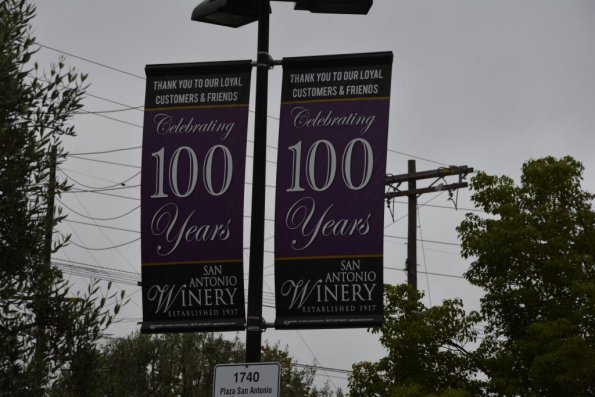 THANK YOU TO OUR LOYAL
CUSTOMERS & FRIENDS
Celebrating
100
Years
SAN
ANTONIO
WINERY
ESTABLISHED 1917
THANK YOU TO OUR LOYAL
CUSTOMERS & FRIENDS
Celebrating
100
Years
SAN
ANTONIO
WINERY
ESTABLISHED 1917
1740
Plaza San Antonio